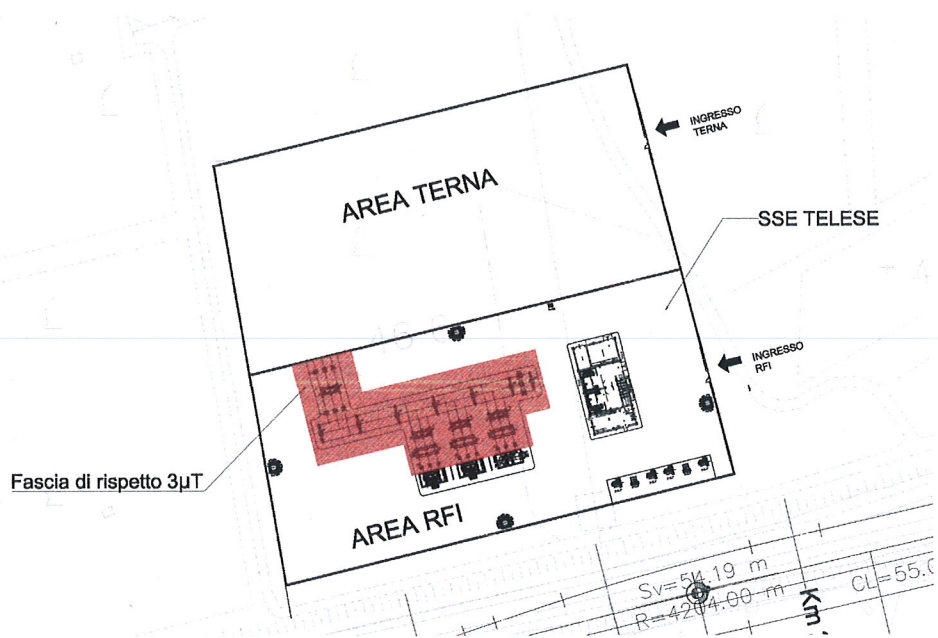 INGRESSO
TERNA
AREA TERNA
SSE TELESE
INGRESSO
RFI
Fascia di rispetto 3µT
AREA RFI
Sv=514.19 m
R=4204.00 m
CL=55.0
Km